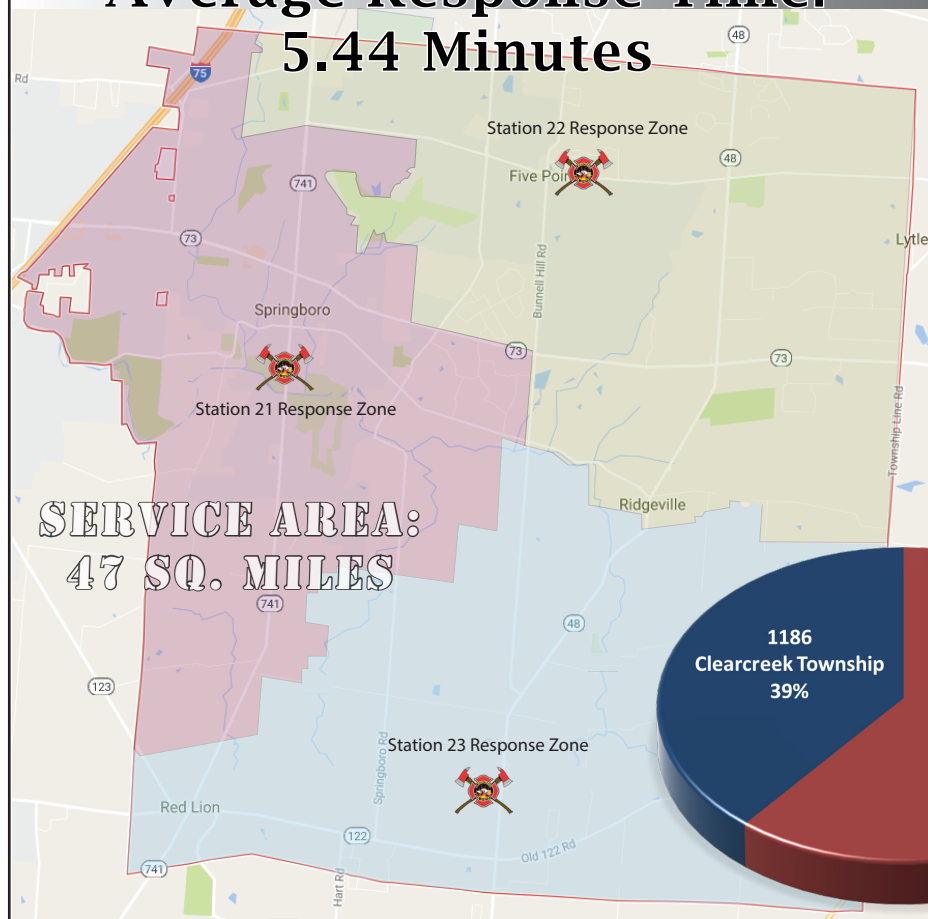 Average Response Time:
5.44 Minutes
48
75
Rd
Station 22 Response Zone
48
Five Poin
741
73
Lytle
Bunnell Hill Rd
Springboro
73
73
Station 21 Response Zone
Township Line Rd
Ridgeville
SERVICE AREA:
47 SQ. MILES
741
48
1186
Clearcreek Township
39%
123
Station 23 Response Zone
Springboro Rd
Red Lion
122
Old 122 Rd
741
Hart Rd